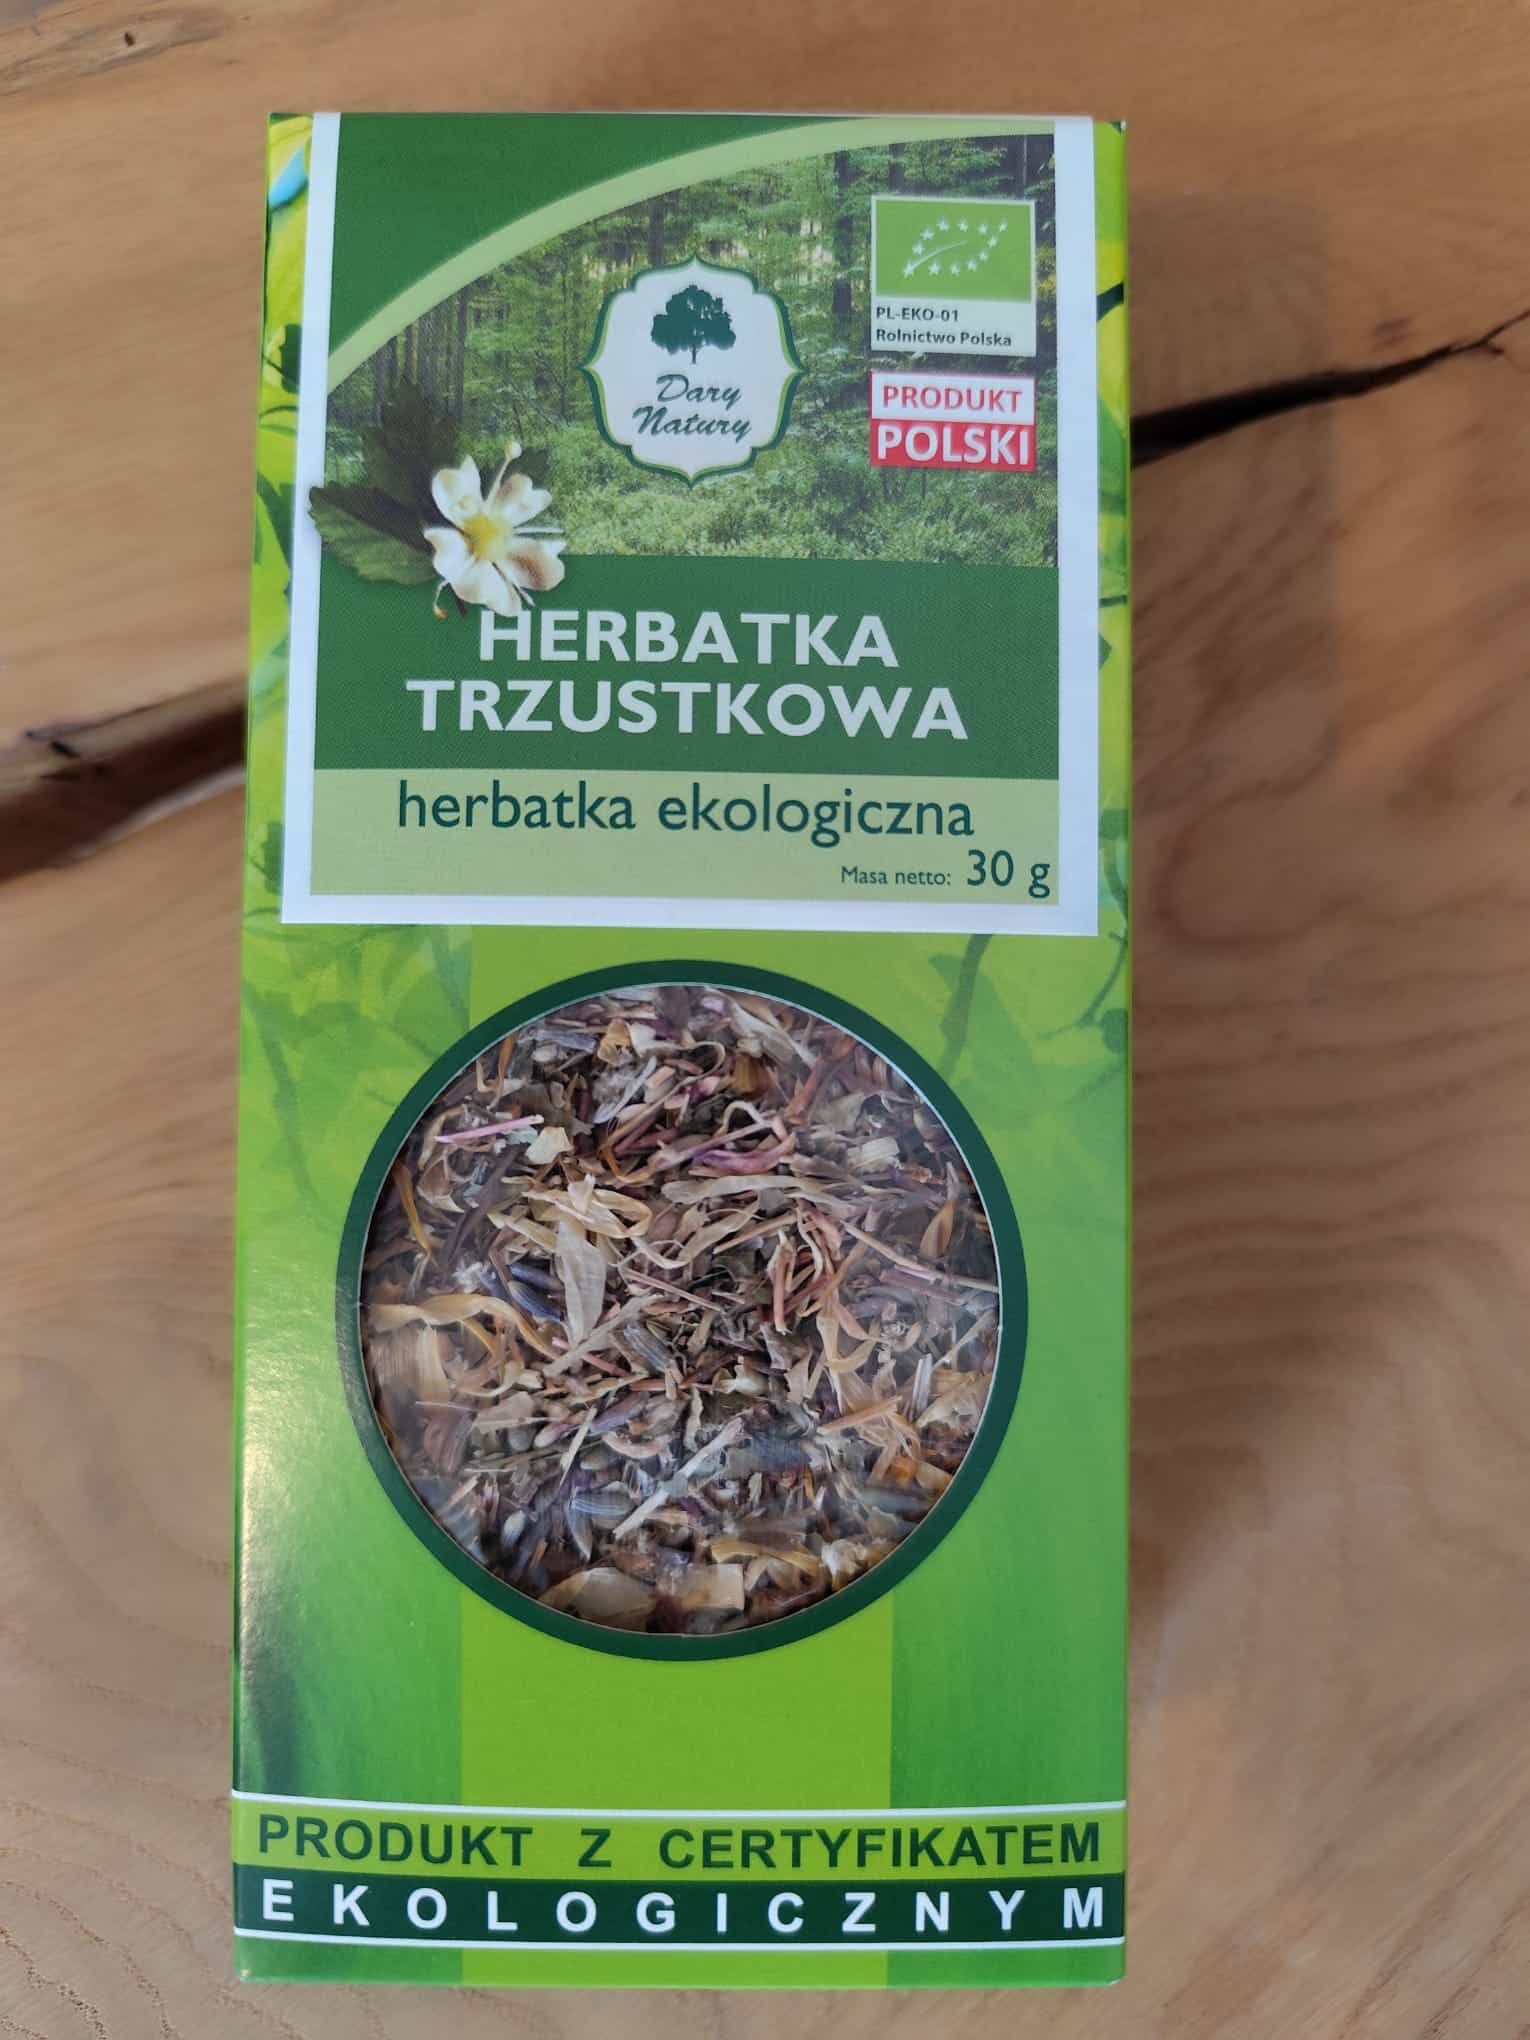 Dary
Natury
PL-EKO-01
Rolnictwo Polska
PRODUKT
POLSKI
HERBATKA
TRZUSTKOWA
herbatka ekologiczna
Masa netto: 30 g
PRODUKT Z CERTYFIKATEM
EKOLOGICZNYM